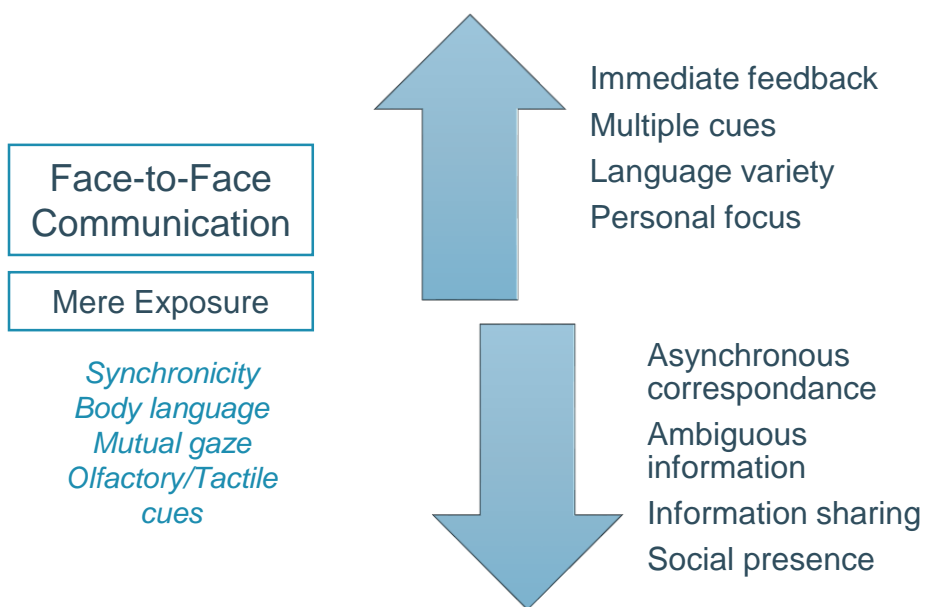 Face-to-Face
Communication
Mere Exposure
Synchronicity
Body language
Mutual gaze
Olfactory/Tactile
cues
Immediate feedback
Multiple cues
Language variety
Personal focus
Asynchronous
correspondance
Ambiguous
information
Information sharing
Social presence